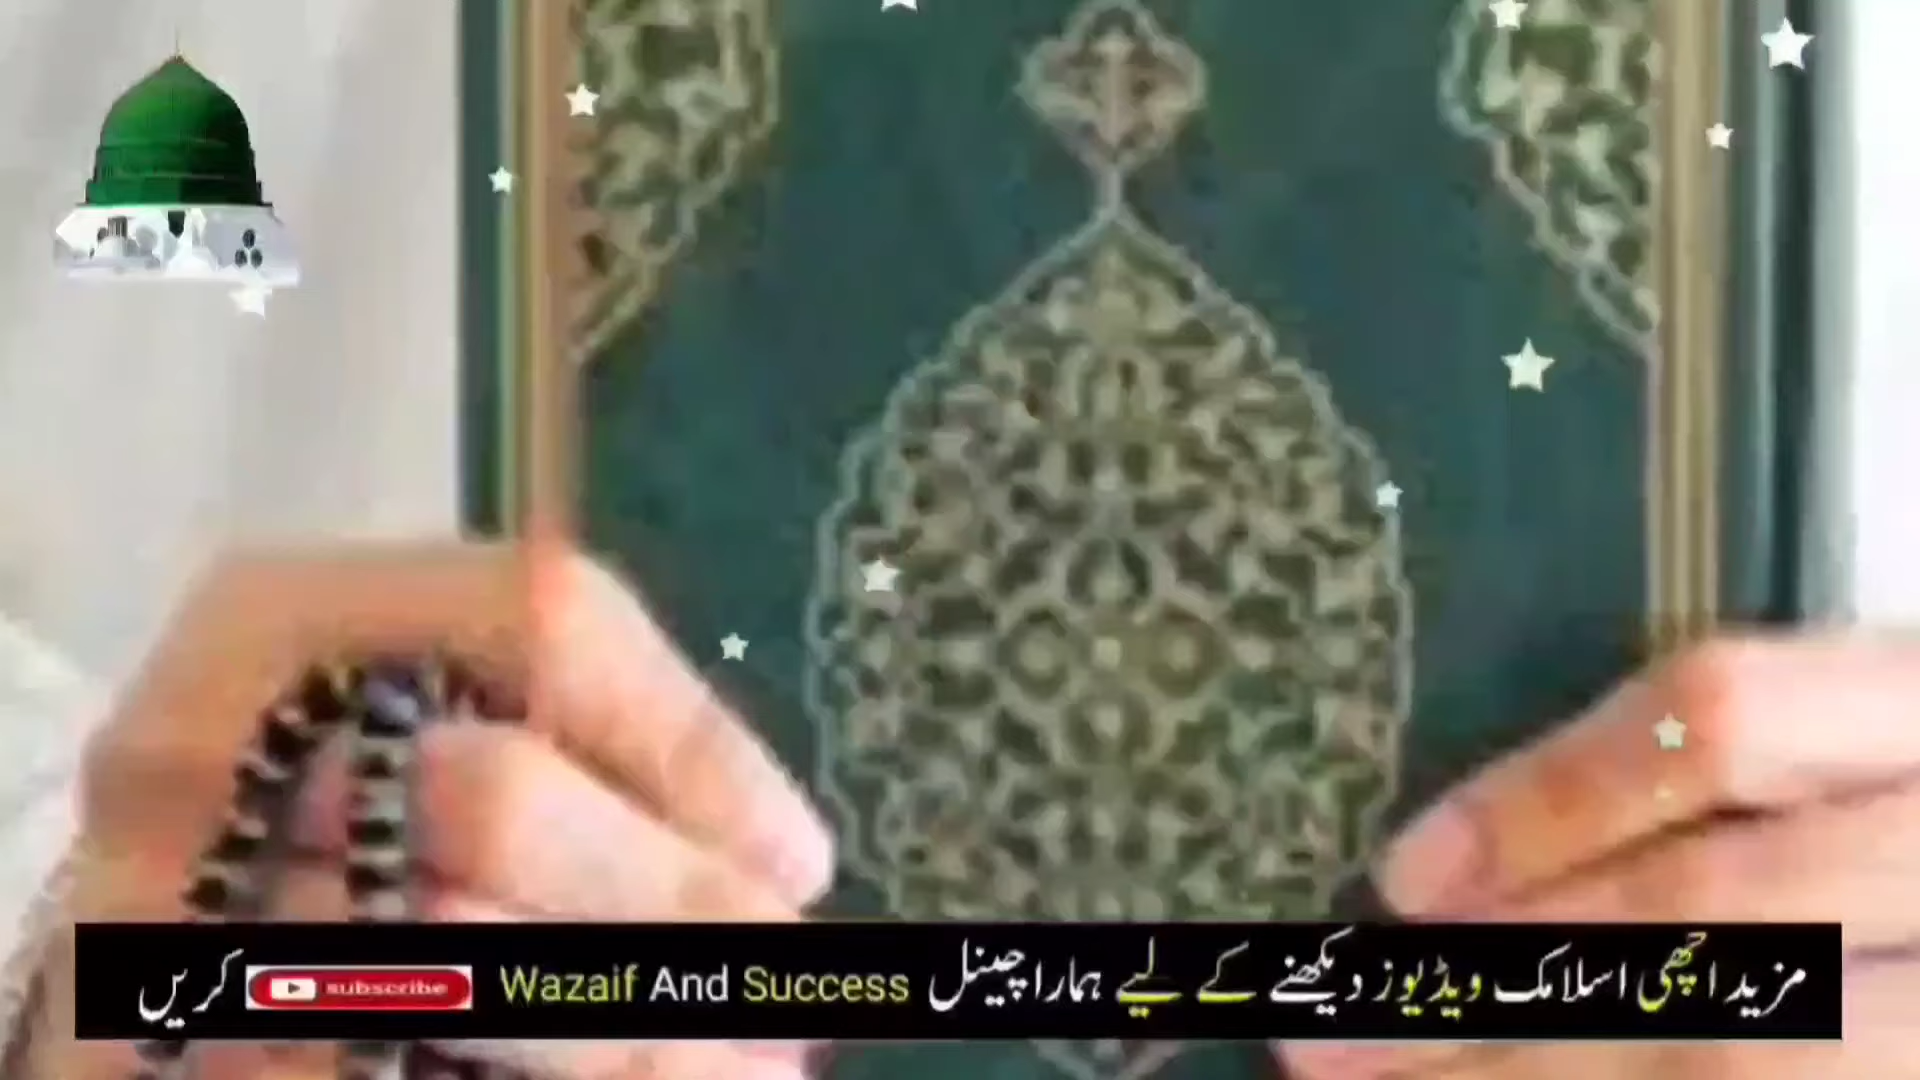 مزید اچھی اسلامک ویڈیوز دیکھنے کے لیے ہمارا چینل Wazaif And Success subscribe کریں